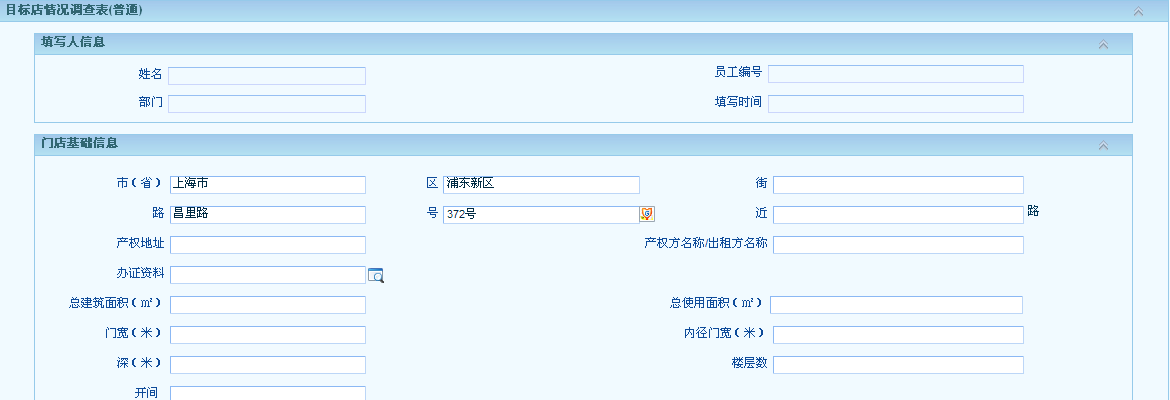 目标店情况调查表(普通)
填写人信息
姓名 员工编号
部门 填写时间
门店基础信息
市（省） 上海市 区 浦东新区 街
路 昌里路 号 372号 近 路
产权地址 产权方名称/出租方名称
办证资料
总建筑面积（㎡） 总使用面积（㎡）
门宽（米） 内径门宽（米）
深（米） 楼层数
开间